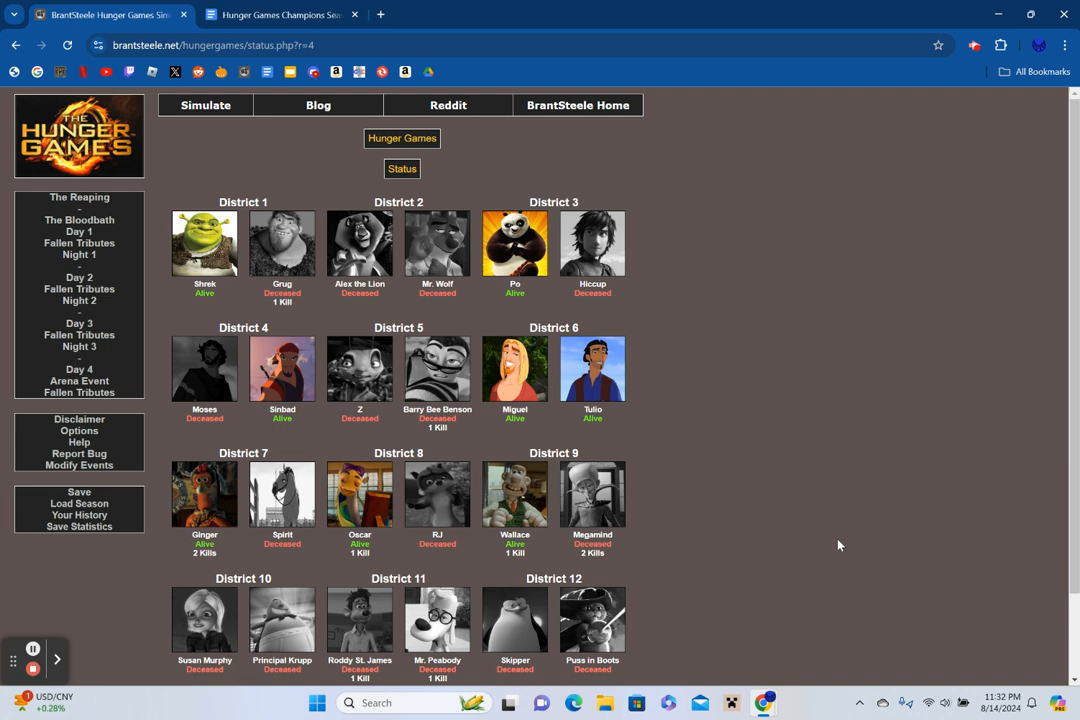 BrantSteele Hunger Games Sim
Hunger Games Champions Sea
brantsteele.net/hungergames/status.php?r=4
All Bookmarks
THE HUNGER GAMES
Simulate
Blog
Reddit
BrantSteele Home
Hunger Games
Status
The Reaping
-
The Bloodbath
Day 1
Fallen Tributes
Night 1
-
Day 2
Fallen Tributes
Night 2
-
Day 3
Fallen Tributes
Night 3
-
Day 4
Arena Event
Fallen Tributes
Disclaimer
Options
Help
Report Bug
Modify Events
Save
Load Season
Your History
Save Statistics
District 1 District 2 District 3
Shrek Grug Alex the Lion Mr. Wolf Po Hiccup
Alive Deceased Deceased Deceased Alive Deceased
1 Kill
District 4 District 5 District 6
Moses Sinbad Z Barry Bee Benson Miguel Tulio
Deceased Alive Deceased Deceased Alive Alive
1 Kill
District 7 District 8 District 9
Ginger Spirit Oscar RJ Wallace Megamind
Alive Deceased Alive Deceased Alive Deceased
2 Kills 1 Kill 1 Kill 2 Kills
District 10 District 11 District 12
Susan Murphy Principal Krupp Roddy St. James Mr. Peabody Skipper Puss in Boots
Deceased Deceased Deceased Deceased Deceased Deceased
1 Kill 1 Kill
USD/CNY
+0.28%
Search
11:32 PM
8/14/2024